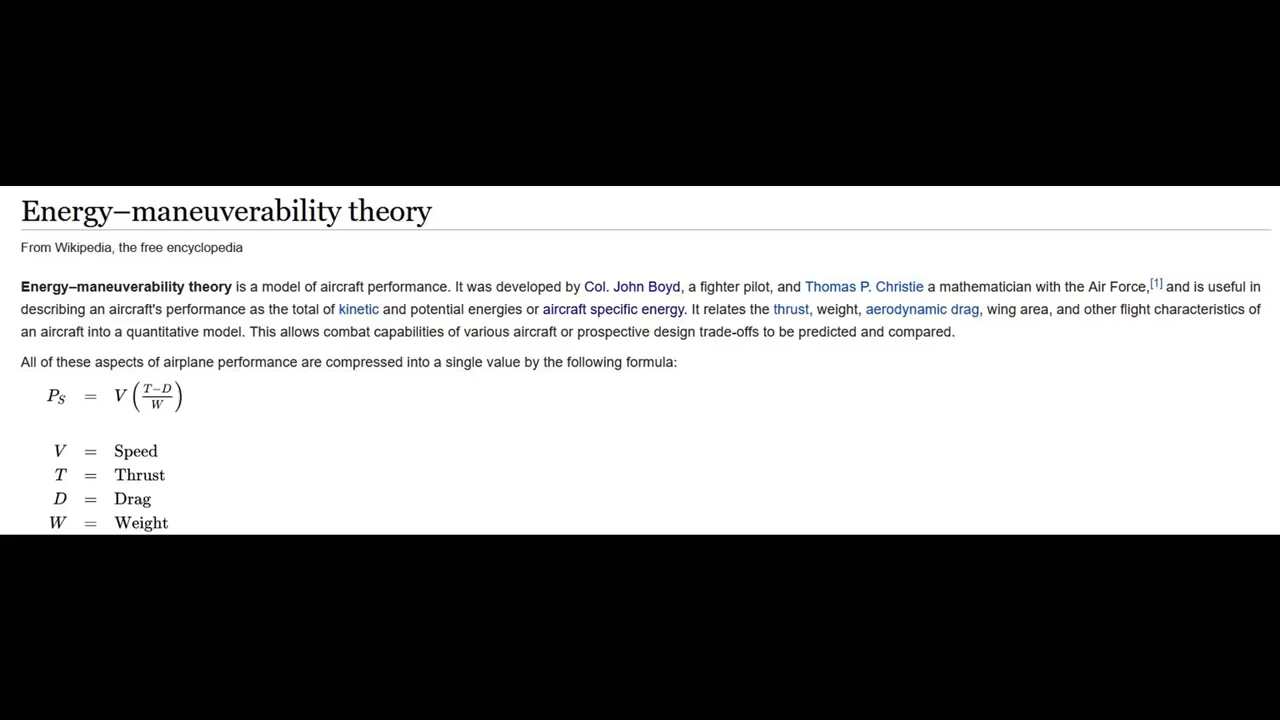 Energy–maneuverability theory
From Wikipedia, the free encyclopedia
Energy–maneuverability theory is a model of aircraft performance. It was developed by Col. John Boyd, a fighter pilot, and Thomas P. Christie a mathematician with the Air Force,[1] and is useful in
describing an aircraft's performance as the total of kinetic and potential energies or aircraft specific energy. It relates the thrust, weight, aerodynamic drag, wing area, and other flight characteristics of
an aircraft into a quantitative model. This allows combat capabilities of various aircraft or prospective design trade-offs to be predicted and compared.
All of these aspects of airplane performance are compressed into a single value by the following formula:
P_S = V (T−D / W)
V = Speed
T = Thrust
D = Drag
W = Weight